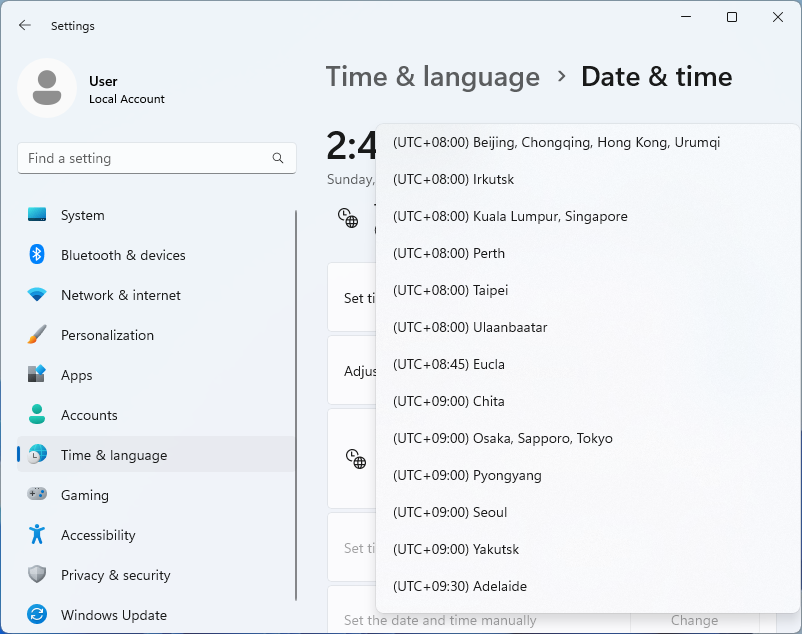 Settings
User
Local Account
Find a setting
System
Bluetooth & devices
Network & internet
Personalization
Apps
Accounts
Time & language
Gaming
Accessibility
Privacy & security
Windows Update
Time & language › Date & time
2:4
Sunday,
Set ti
Adjus
Set ti
Set the date and time manually
Change
(UTC+08:00) Beijing, Chongqing, Hong Kong, Urumqi
(UTC+08:00) Irkutsk
(UTC+08:00) Kuala Lumpur, Singapore
(UTC+08:00) Perth
(UTC+08:00) Taipei
(UTC+08:00) Ulaanbaatar
(UTC+08:45) Eucla
(UTC+09:00) Chita
(UTC+09:00) Osaka, Sapporo, Tokyo
(UTC+09:00) Pyongyang
(UTC+09:00) Seoul
(UTC+09:00) Yakutsk
(UTC+09:30) Adelaide